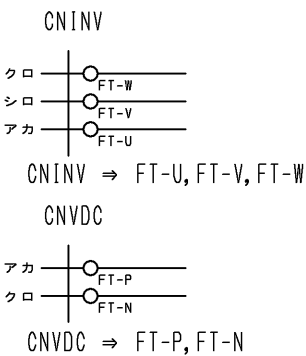 CNINV
クロ FT-W
シロ FT-V
アカ FT-U
CNINV ⇒ FT-U,FT-V,FT-W
CNVDC
アカ FT-P
クロ FT-N
CNVDC ⇒ FT-P,FT-N